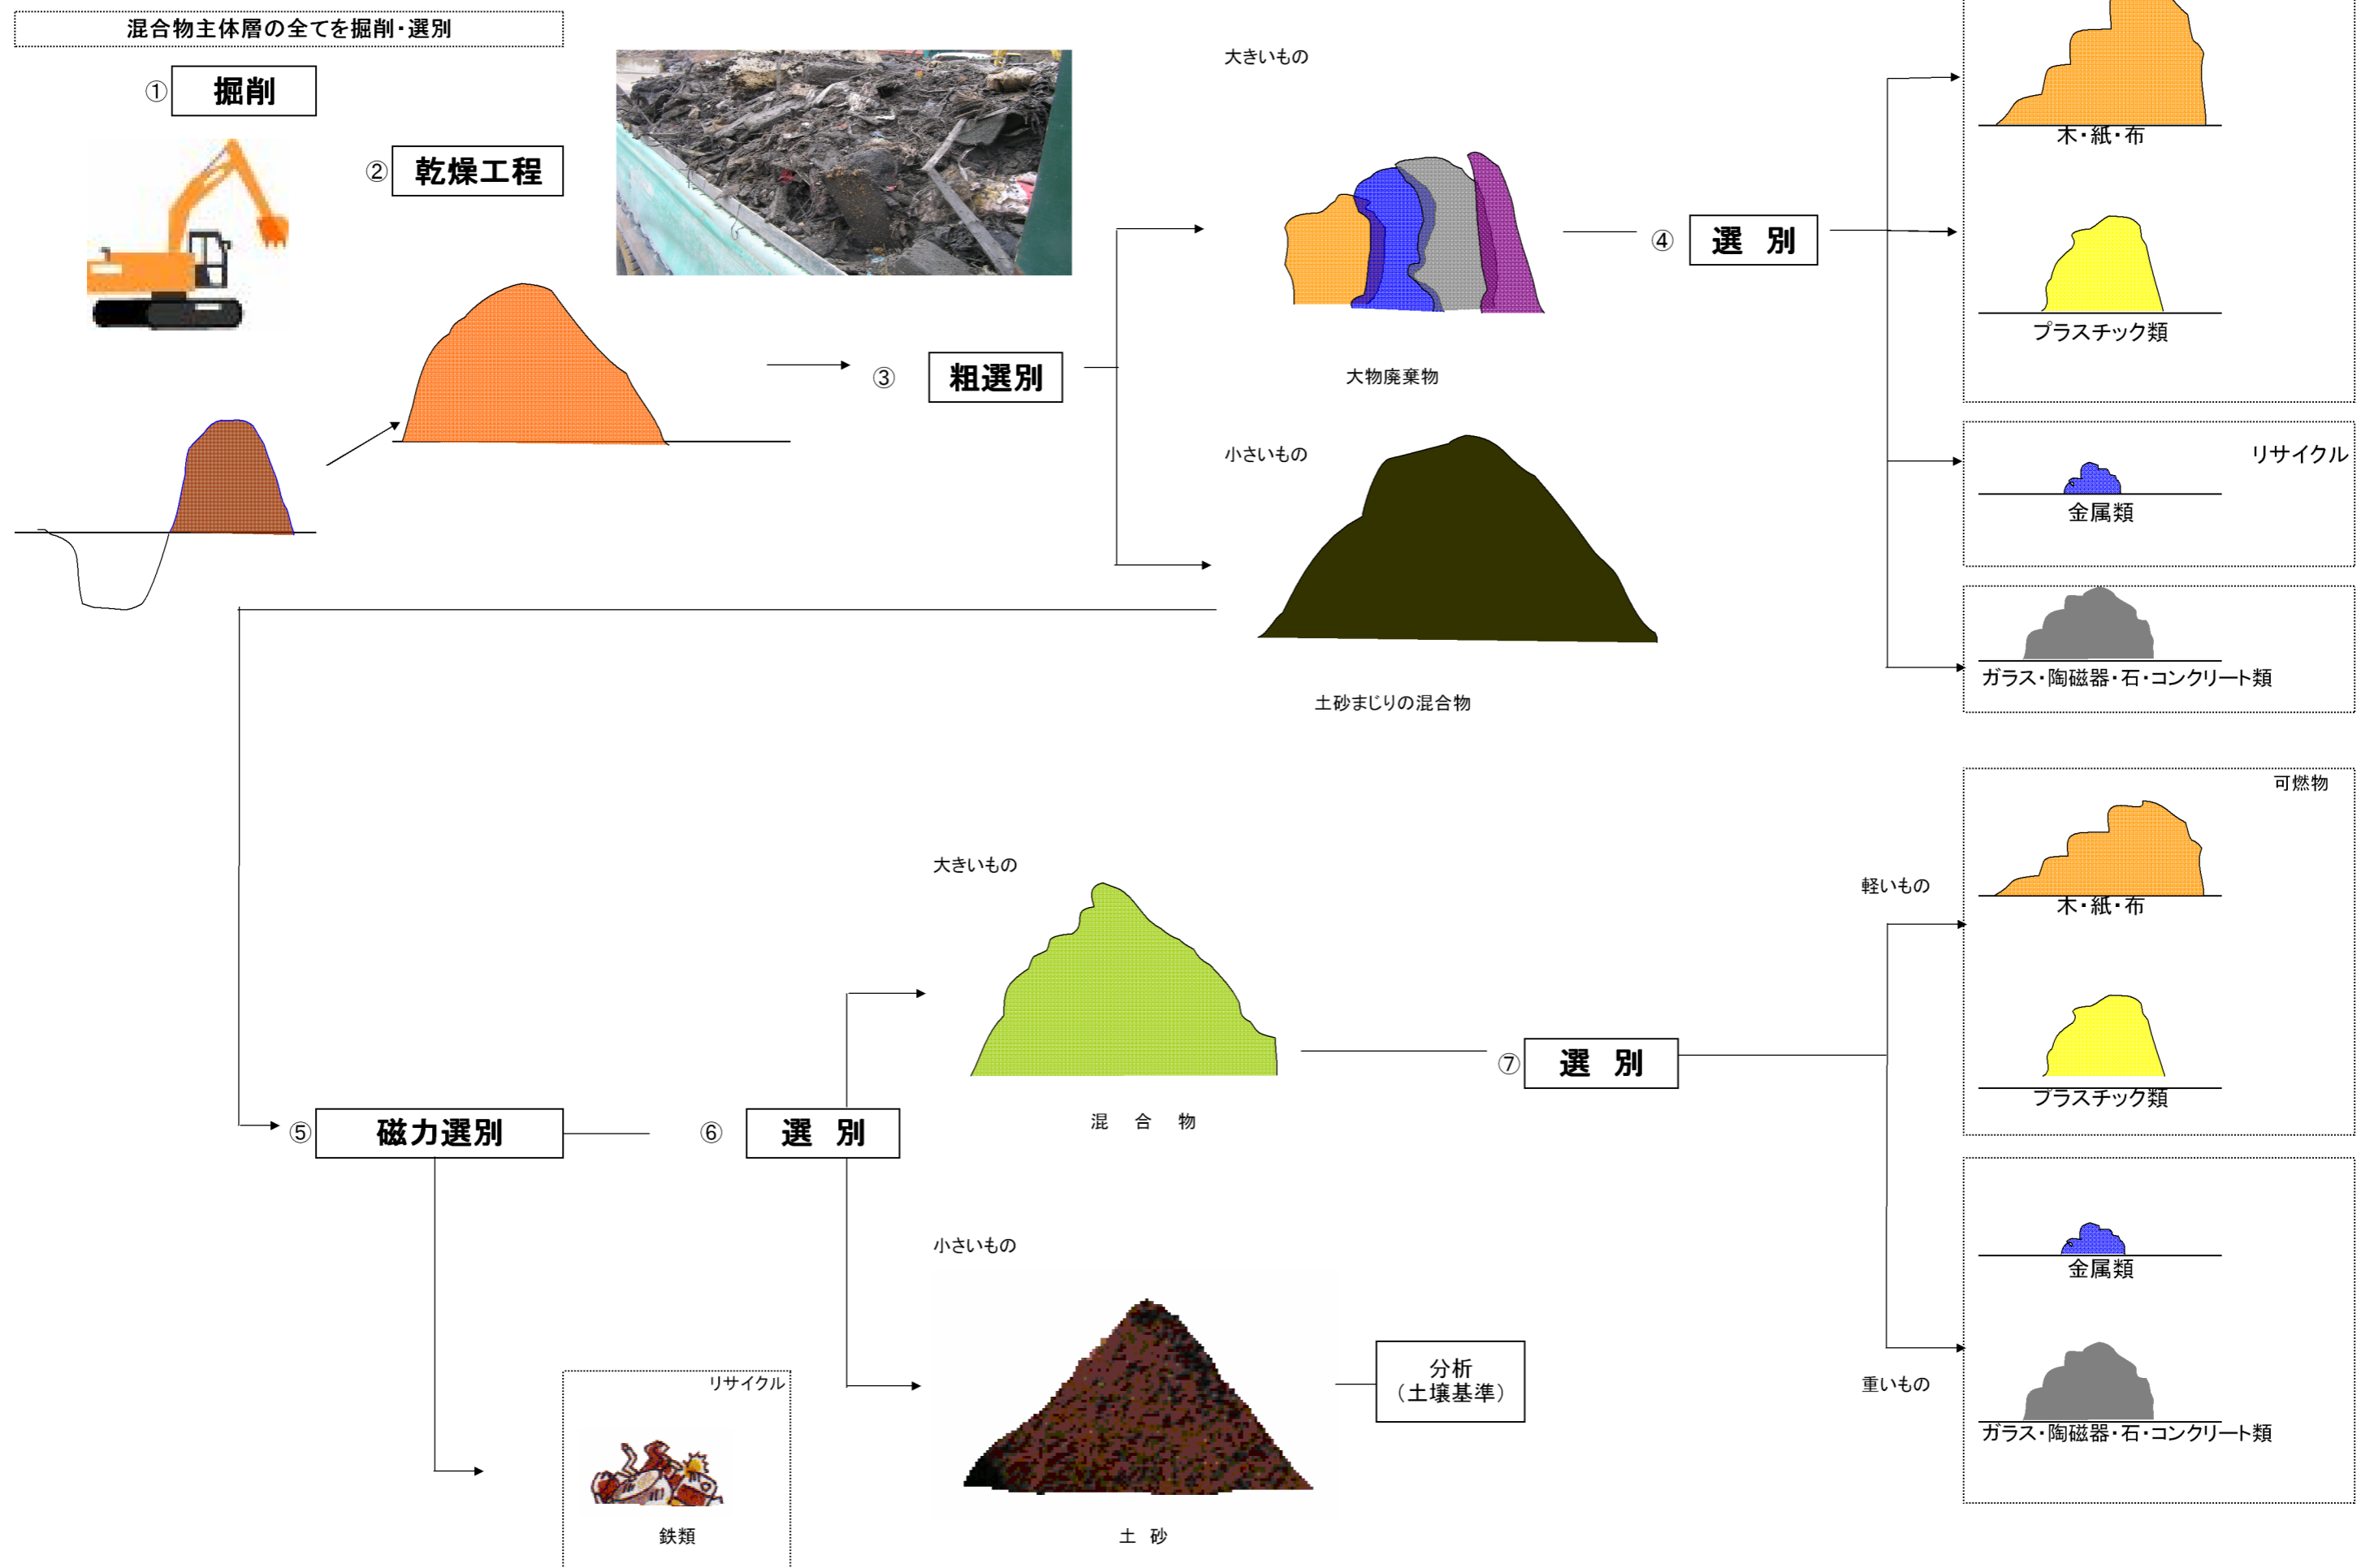 混合物主体層の全てを掘削・選別
① 掘削
② 乾燥工程
③ 粗選別
大きいもの
大物廃棄物
小さいもの
土砂まじりの混合物
④ 選 別
木・紙・布
プラスチック類
リサイクル
金属類
ガラス・陶磁器・石・コンクリート類
⑤ 磁力選別
リサイクル
鉄類
⑥ 選 別
大きいもの
混 合 物
小さいもの
土 砂
分析
（土壌基準）
⑦ 選 別
軽いもの
可燃物
木・紙・布
プラスチック類
重いもの
金属類
ガラス・陶磁器・石・コンクリート類